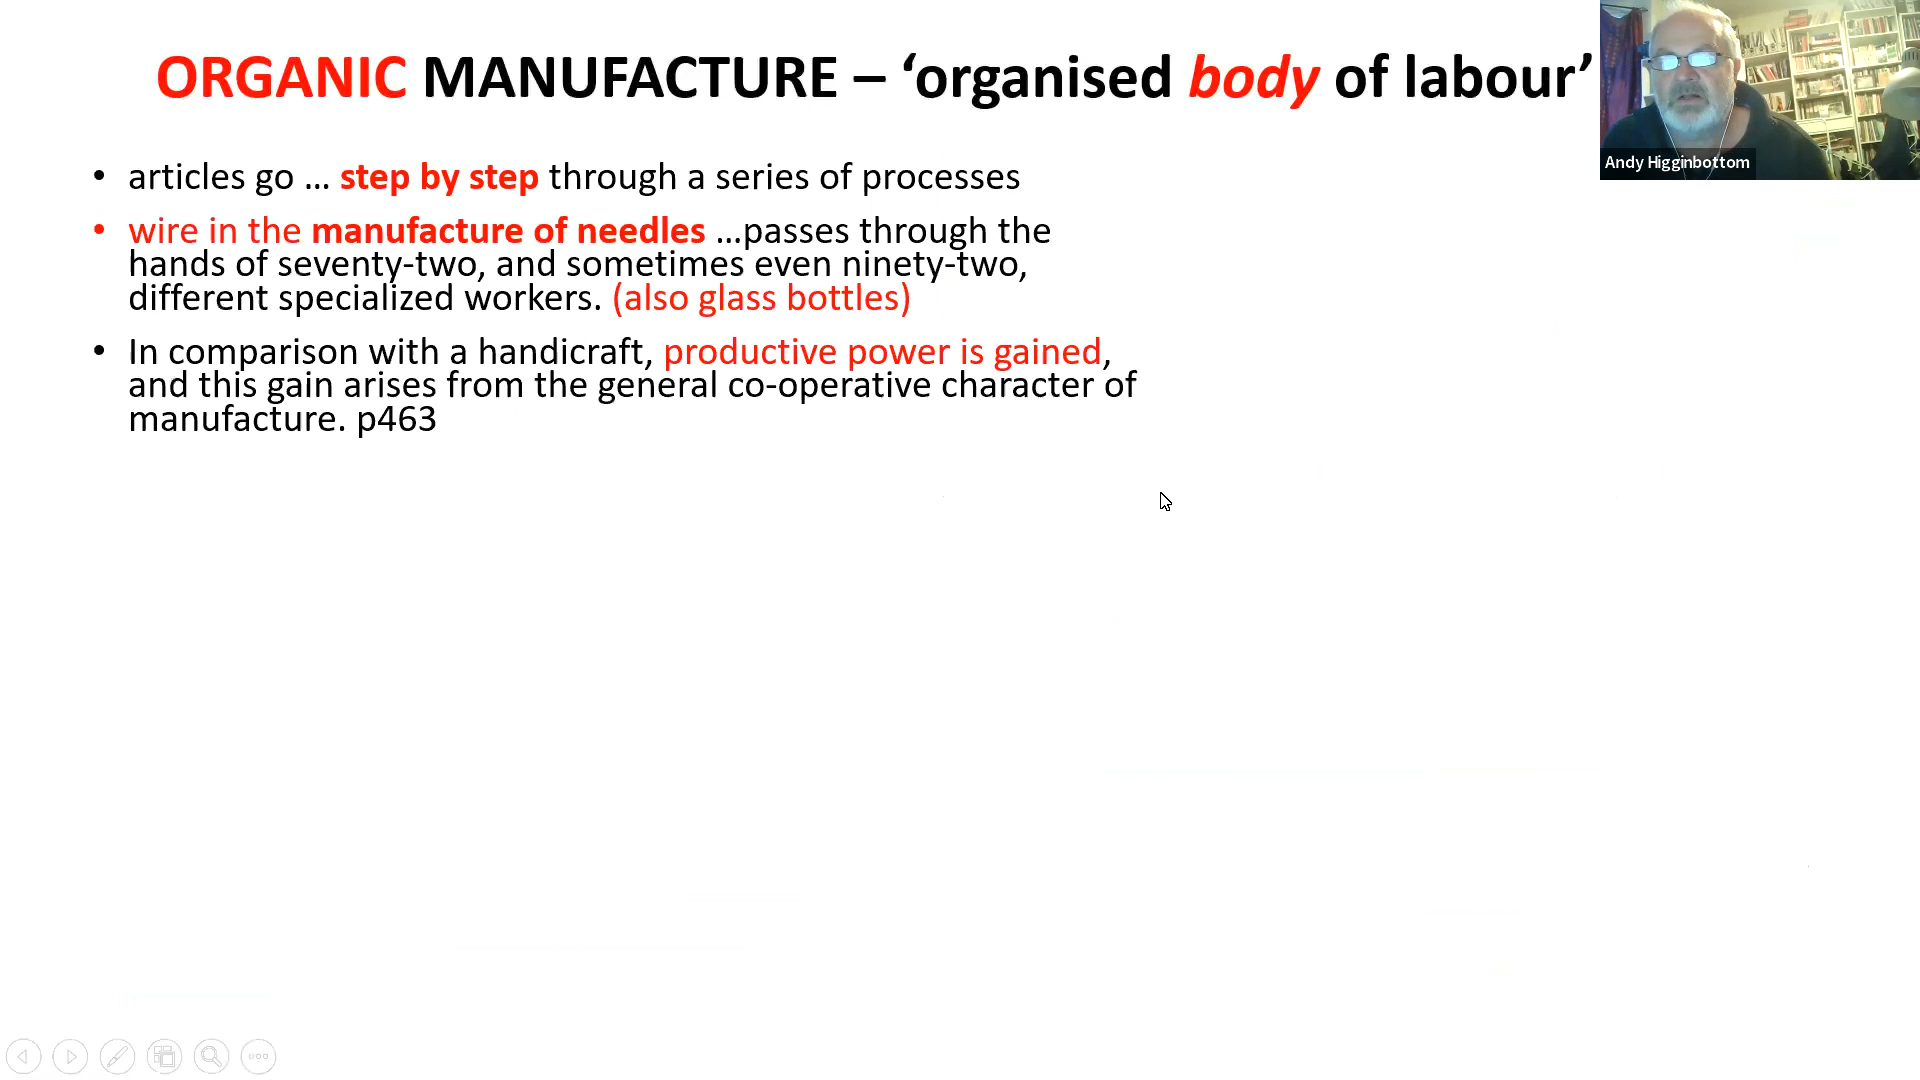 ORGANIC MANUFACTURE – ‘organised body of labour’
Andy Higginbottom
• articles go ... step by step through a series of processes
• wire in the manufacture of needles ...passes through the
hands of seventy-two, and sometimes even ninety-two,
different specialized workers. (also glass bottles)
• In comparison with a handicraft, productive power is gained,
and this gain arises from the general co-operative character of
manufacture. p463